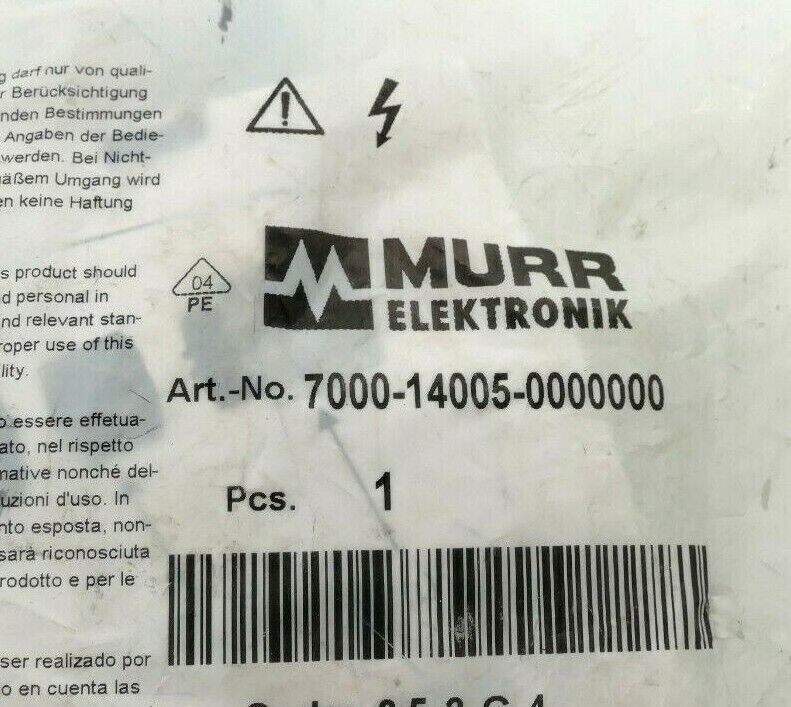 darf nur von quali-
Berücksichtigung
nden Bestimmungen
Angaben der Bedie-
werden. Bei Nicht-
äßem Umgang wird
en keine Haftung
s product should
d personal in
nd relevant stan-
roper use of this
lity.
o essere effetua-
ato, nel rispetto
mative nonché del-
uzioni d'uso. In
nto esposta, non-
sarà riconosciuta
rodotto e per le
ser realizado por
o en cuenta las
04
PE
MURR
ELEKTRONIK
Art.-No. 7000-14005-0000000
Pcs. 1